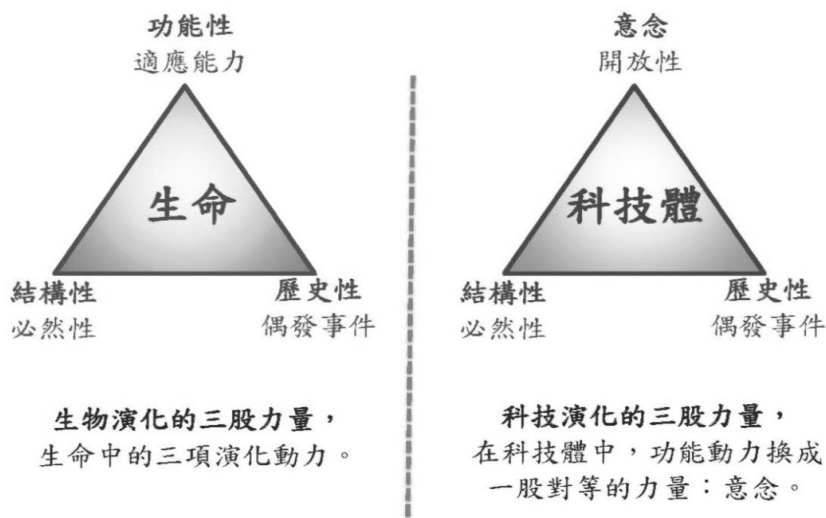 功能性
適應能力
生命
結構性
必然性
歷史性
偶發事件
生物演化的三股力量，
生命中的三項演化動力。
意念
開放性
科技體
結構性
必然性
歷史性
偶發事件
科技演化的三股力量，
在科技體中，功能動力換成
一股對等的力量：意念。